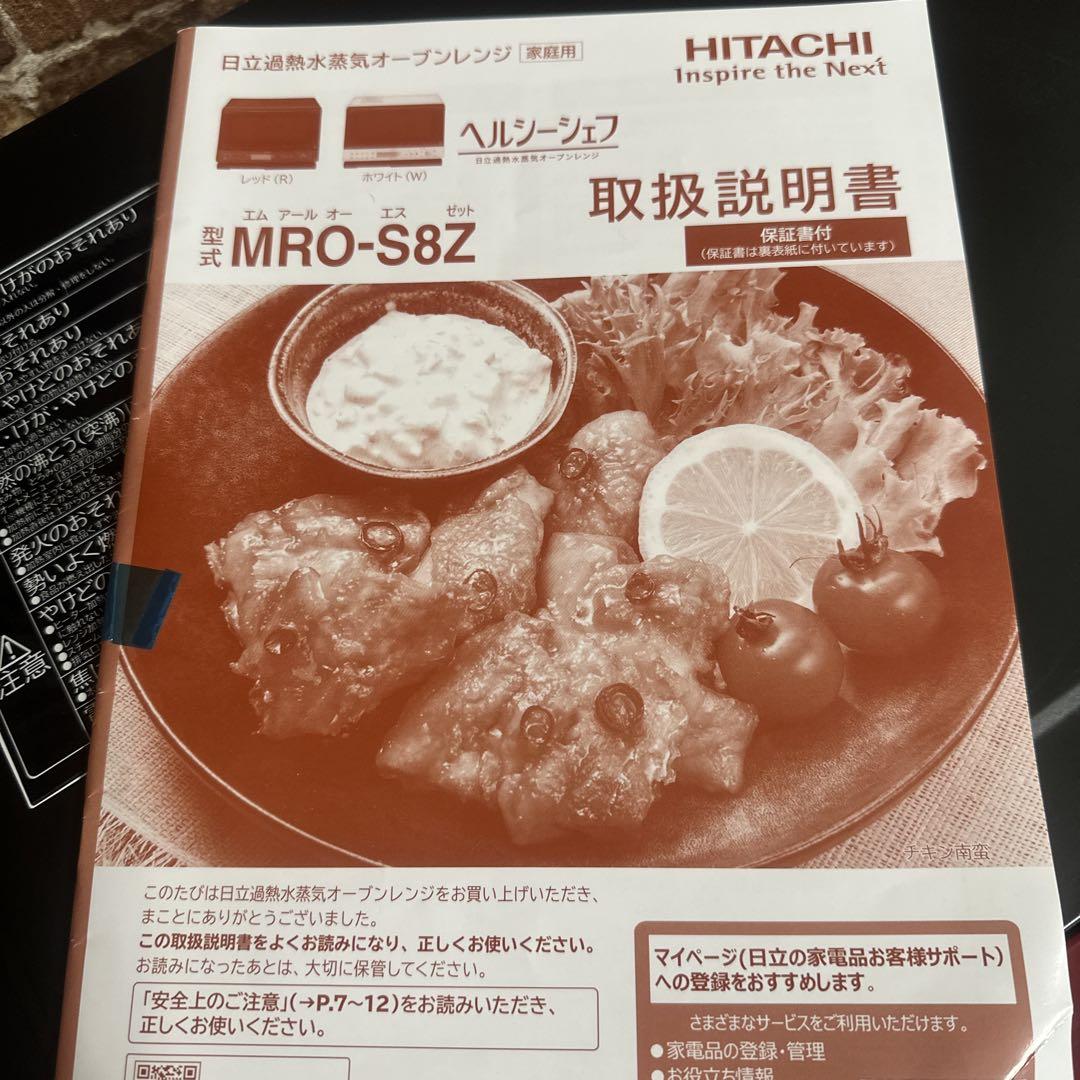 日立過熱水蒸気オーブンレンジ 家庭用
HITACHI
Inspire the Next
レッド（R）
ホワイト（W）
ヘルシーシェフ
日立過熱水蒸気オーブンレンジ
取扱説明書
保証書付
（保証書は裏表紙に付いています）
エム アール オー エス ゼット
型式 MRO-S8Z
チキン南蛮
このたびは日立過熱水蒸気オーブンレンジをお買い上げいただき、
まことにありがとうございました。
この取扱説明書をよくお読みになり、正しくお使いください。
お読みになったあとは、大切に保管してください。
「安全上のご注意」（→P.7〜12）をお読みいただき、
正しくお使いください。
マイページ（日立の家電品お客様サポート）
への登録をおすすめします。
さまざまなサービスをご利用いただけます。
●家電品の登録・管理
●お役立ち情報
けがのおそれあり
それあり
おそれあり
やけどのおそれあ
・けが・やけどの
然の沸とう（突沸）
発火のおそれ
勢いよく
やけどの
注意
焦